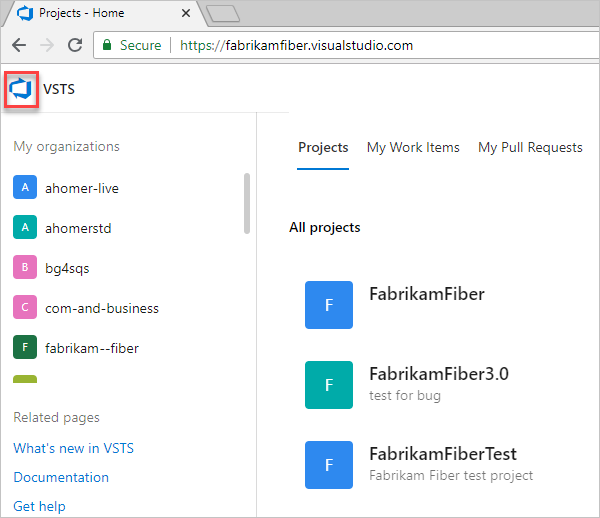 Projects - Home
Secure
https://fabrikamfiber.visualstudio.com
VSTS
My organizations
A ahomer-live
A ahomerstd
B bg4sqs
C com-and-business
F fabrikam--fiber
Related pages
What's new in VSTS
Documentation
Get help
Projects My Work Items My Pull Requests
All projects
F FabrikamFiber
F FabrikamFiber3.0
test for bug
F FabrikamFiberTest
Fabrikam Fiber test project